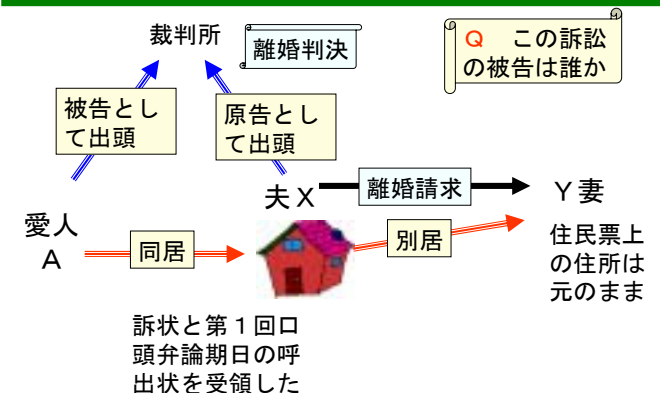 裁判所
離婚判決
Q この訴訟
の被告は誰か
被告とし
て出頭
原告とし
て出頭
夫X
離婚請求
Y妻
愛人
A
同居
別居
住民票上
の住所は
元のまま
訴状と第1回口
頭弁論期日の呼
出状を受領した